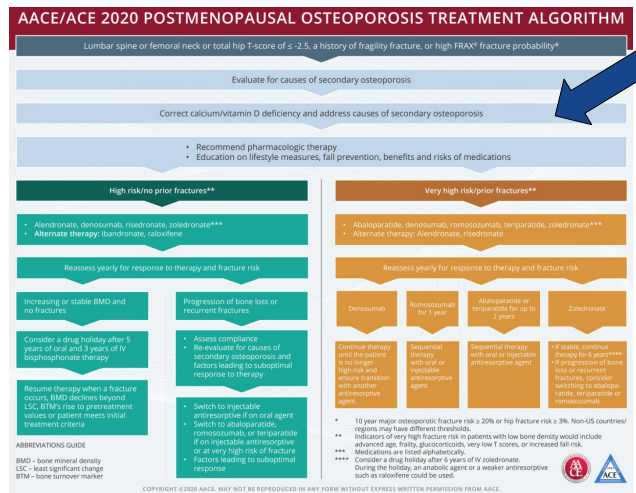 AACE/ACE 2020 POSTMENOPAUSAL OSTEOPOROSIS TREATMENT ALGORITHM
Lumbar spine or femoral neck or total hip T-score of ≤ -2.5, a history of fragility fracture, or high FRAX® fracture probability*
Evaluate for causes of secondary osteoporosis
Correct calcium/vitamin D deficiency and address causes of secondary osteoporosis
• Recommend pharmacologic therapy
• Education on lifestyle measures, fall prevention, benefits and risks of medications
High risk/no prior fractures**
• Alendronate, denosumab, risedronate, zoledronate***
• Alternate therapy: Ibandronate, raloxifene
Reassess yearly for response to therapy and fracture risk
Increasing or stable BMD and
no fractures
Consider a drug holiday after 5
years of oral and 3 years of IV
bisphosphonate therapy
Resume therapy when a fracture
occurs, BMD declines beyond
LSC, BTM's rise to pretreatment
values or patient meets initial
treatment criteria
Progression of bone loss or
recurrent fractures
• Assess compliance
• Re-evaluate for causes of
secondary osteoporosis and
factors leading to suboptimal
response to therapy
• Switch to injectable
antiresorptive if on oral agent
• Switch to abaloparatide,
romosozumab, or teriparatide
if on injectable antiresorptive
or at very high risk of fracture
• Factors leading to suboptimal
response
ABBREVIATIONS GUIDE
BMD – bone mineral density
LSC – least significant change
BTM – bone turnover marker
Very high risk/prior fractures**
• Abaloparatide, denosumab, romosozumab, teriparatide, zoledronate***
• Alternate therapy: Alendronate, risedronate
Reassess yearly for response to therapy and fracture risk
Denosumab
Continue therapy
until the patient
is no longer
high risk and
ensure transition
with another
antiresorptive
agent.
Romosozumab
for 1 year
Sequential
therapy
with oral or
injectable
antiresorptive
agent
Abaloparatide or
teriparatide for up to
2 years
Sequential therapy
with oral or injectable
antiresorptive agent
Zoledronate
• If stable, continue
therapy for 6 years****
• If progression of bone
loss or recurrent
fractures, consider
switching to abalopa-
ratide, teriparatide or
romosozumab
* 10 year major osteoporotic fracture risk ≥ 20% or hip fracture risk ≥ 3%. Non-US countries/
regions may have different thresholds.
** Indicators of very high fracture risk in patients with low bone density would include
advanced age, frailty, glucocorticoids, very low T scores, or increased fall risk.
*** Medications are listed alphabetically.
**** Consider a drug holiday after 6 years of IV zoledronate.
During the holiday, an anabolic agent or a weaker antiresorptive
such as raloxifene could be used.
ACE
COPYRIGHT ©2020 AACE. MAY NOT BE REPRODUCED IN ANY FORM WITHOUT EXPRESS WRITTEN PERMISSION FROM AACE.